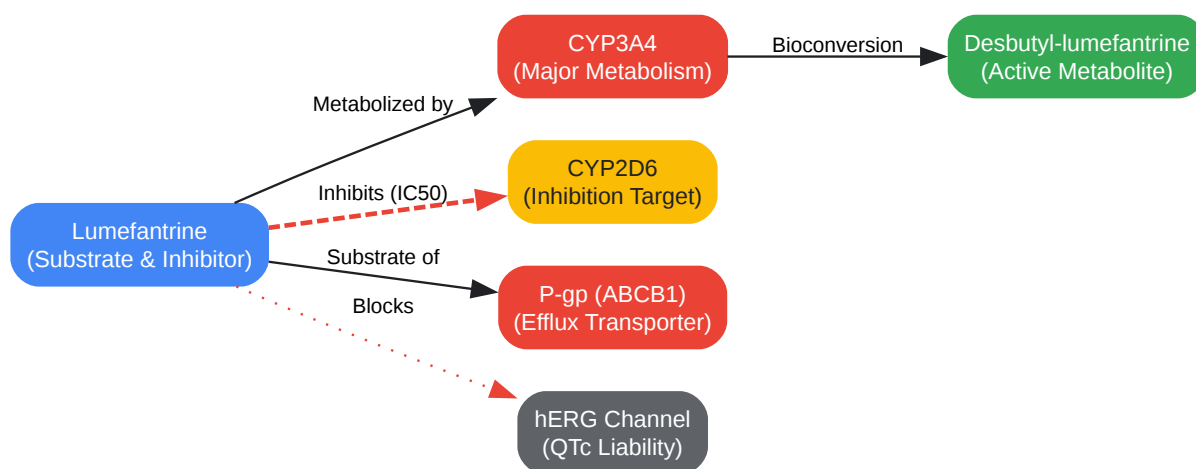 CYP3A4
(Major Metabolism)
Bioconversion
Desbutyl-lumefantrine
(Active Metabolite)
Metabolized by
CYP2D6
(Inhibition Target)
Inhibits (IC50)
Lumefantrine
(Substrate & Inhibitor)
Substrate of
P-gp (ABCB1)
(Efflux Transporter)
Blocks
hERG Channel
(QTc Liability)